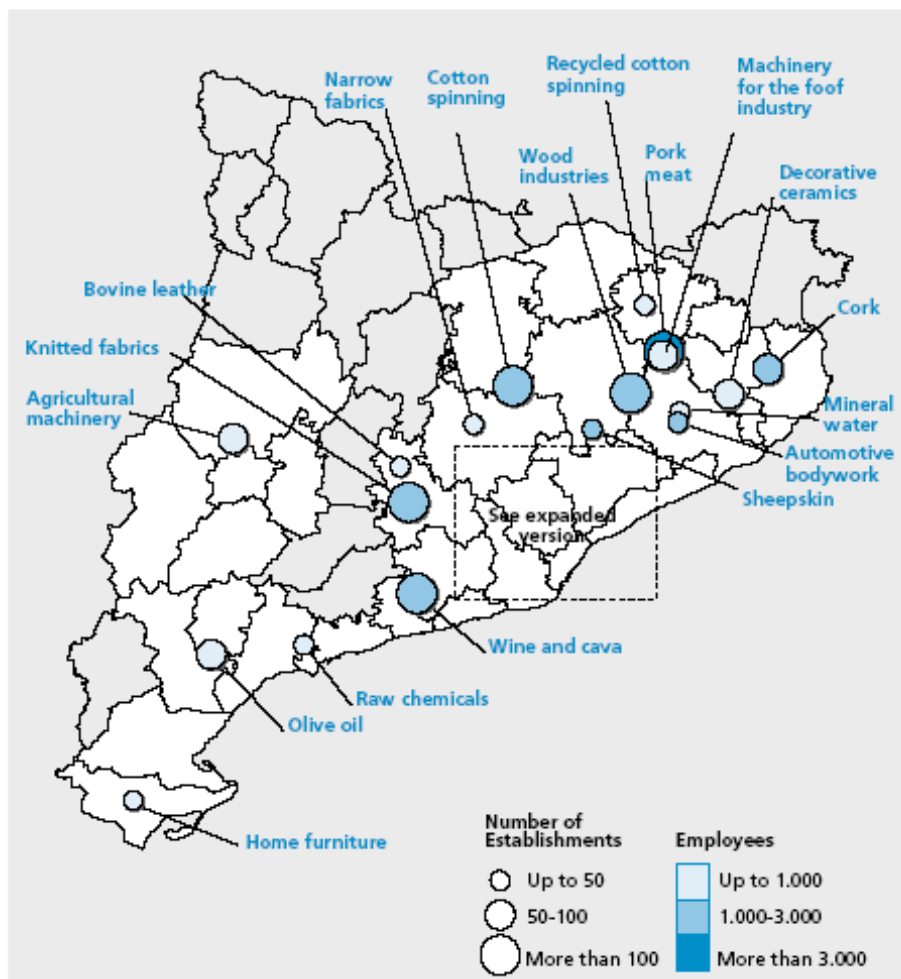 Recycled cotton
spinning
Machinery
for the foof
industry
Narrow
fabrics
Cotton
spinning
Wood
industries
Pork
meat
Decorative
ceramics
Bovine leather
Cork
Knitted fabrics
Agricultural
machinery
Mineral
water
Automotive
bodywork
Sheepskin
See expanded
version
Wine and cava
Raw chemicals
Olive oil
Home furniture
Number of
Establishments
Up to 50
50-100
More than 100
Employees
Up to 1.000
1.000-3.000
More than 3.000